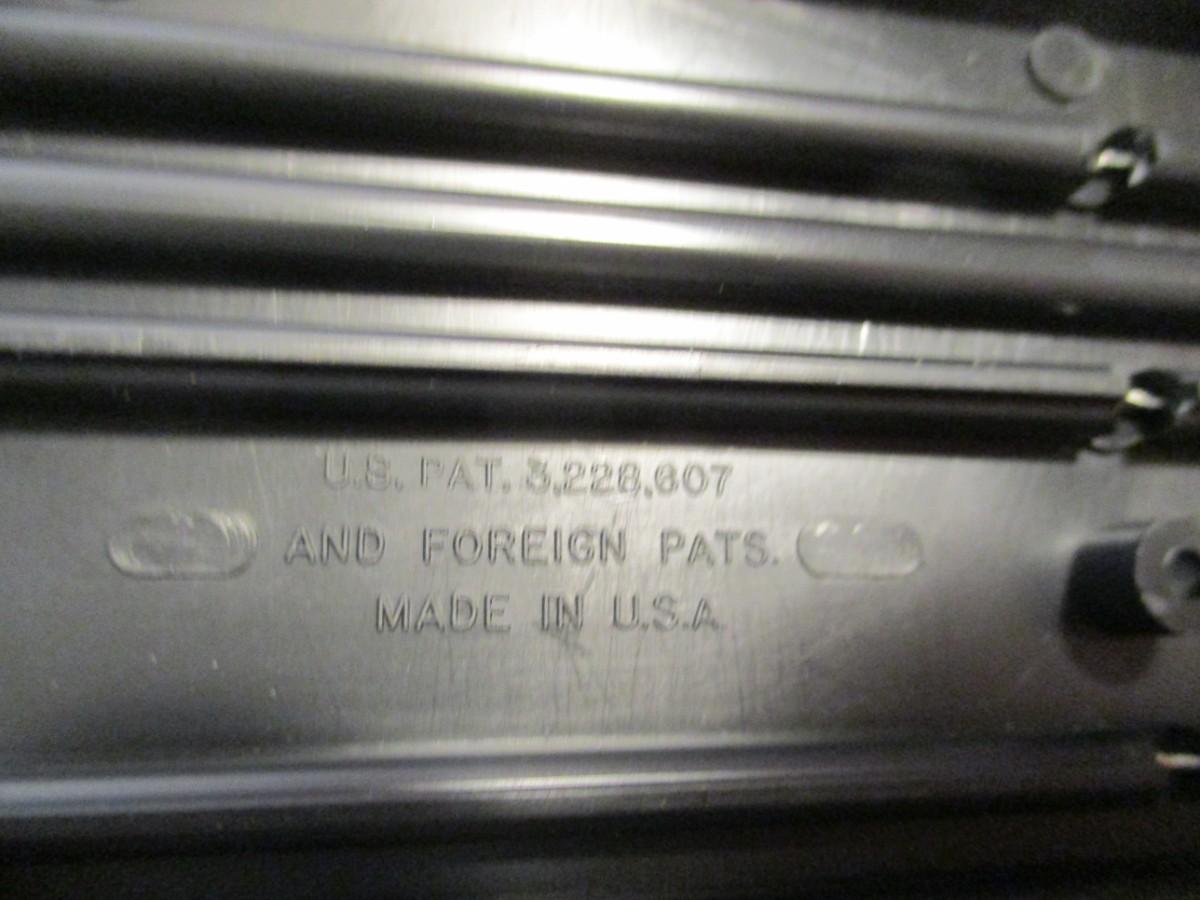 U.S. PAT. 3,228,607
AND FOREIGN PATS.
MADE IN U.S.A